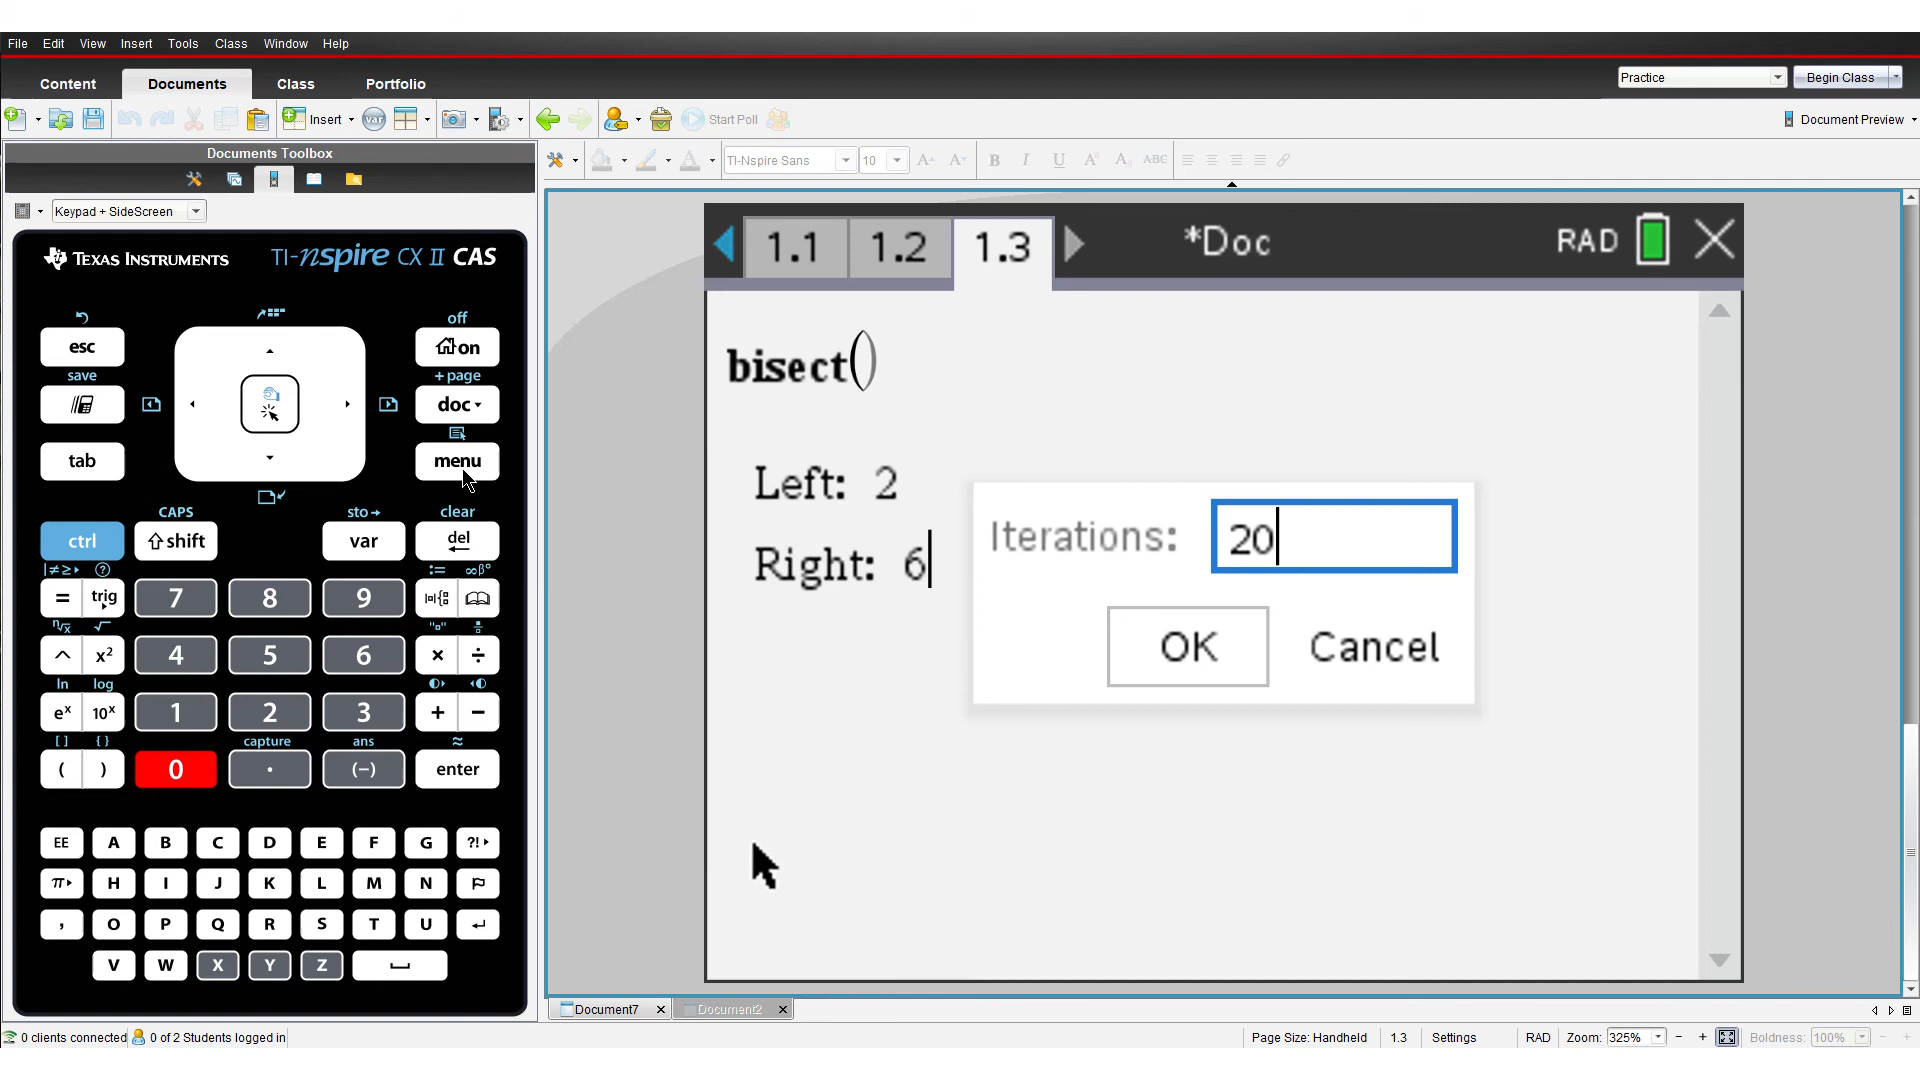 File Edit View Insert Tools Class Window Help
Content Documents Class Portfolio
Practice Begin Class
Insert var Start Poll Document Preview
Documents Toolbox
TI-Nspire Sans 10 B I U A A ABC
Keypad + SideScreen
TEXAS INSTRUMENTS TI-nspire CX II CAS
off
esc on
save + page
doc
tab menu
CAPS sto→ clear
ctrl shift var del
|≠≥▸ ? := ∞β°
= trig 7 8 9
ⁿ√x √ "▫" ÷
^ x² 4 5 6 × ÷
ln log
eˣ 10ˣ 1 2 3 + −
[ ] { } capture ans ≈
( ) 0 . (−) enter
EE A B C D E F G ?!▸
π▸ H I J K L M N
, O P Q R S T U
V W X Y Z
1.1 1.2 1.3 *Doc RAD
bisect()
Left: 2
Right: 6
Iterations: 20
OK Cancel
Document7 Document2
0 clients connected 0 of 2 Students logged in Page Size: Handheld 1.3 Settings RAD Zoom: 325% − + Boldness: 100% − +